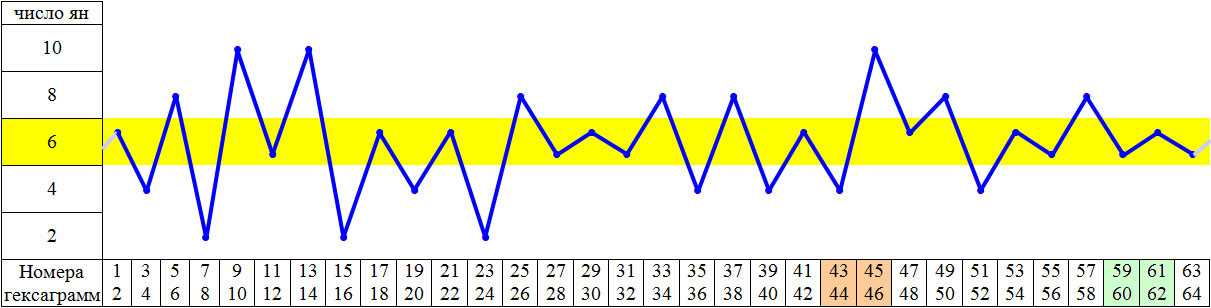 число ян
10
8
6
4
2
Номера 1 3 5 7 9 11 13 15 17 19 21 23 25 27 29 31 33 35 37 39 41 43 45 47 49 51 53 55 57 59 61 63
гексаграмм 2 4 6 8 10 12 14 16 18 20 22 24 26 28 30 32 34 36 38 40 42 44 46 48 50 52 54 56 58 60 62 64